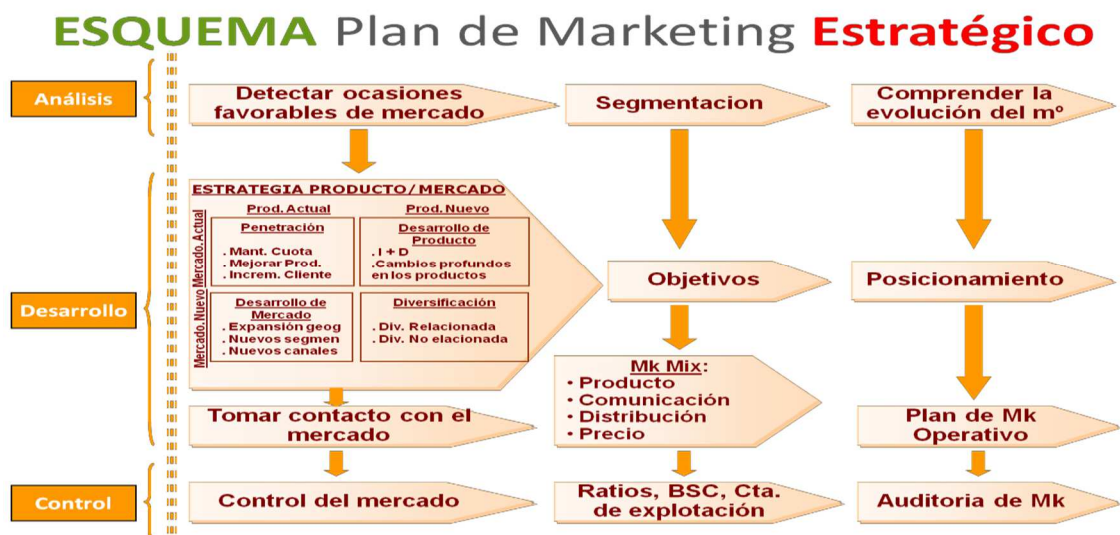 ESQUEMA Plan de Marketing Estratégico
Análisis
Detectar ocasiones
favorables de mercado
Segmentacion
Comprender la
evolución del mº
Desarrollo
ESTRATEGIA PRODUCTO/MERCADO
Prod. Actual
Prod. Nuevo
Mercado. Actual
Penetración
. Mant. Cuota
. Mejorar Prod.
. Increm. Cliente
Desarrollo de
Producto
. I + D
.Cambios profundos
en los productos
Mercado. Nuevo
Desarrollo de
Mercado
. Expansión geog
. Nuevos segmen
. Nuevos canales
Diversificación
. Div. Relacionada
. Div. No elacionada
Objetivos
Posicionamiento
Mk Mix:
• Producto
• Comunicación
• Distribución
• Precio
Tomar contacto con el
mercado
Plan de Mk
Operativo
Control
Control del mercado
Ratios, BSC, Cta.
de explotación
Auditoria de Mk